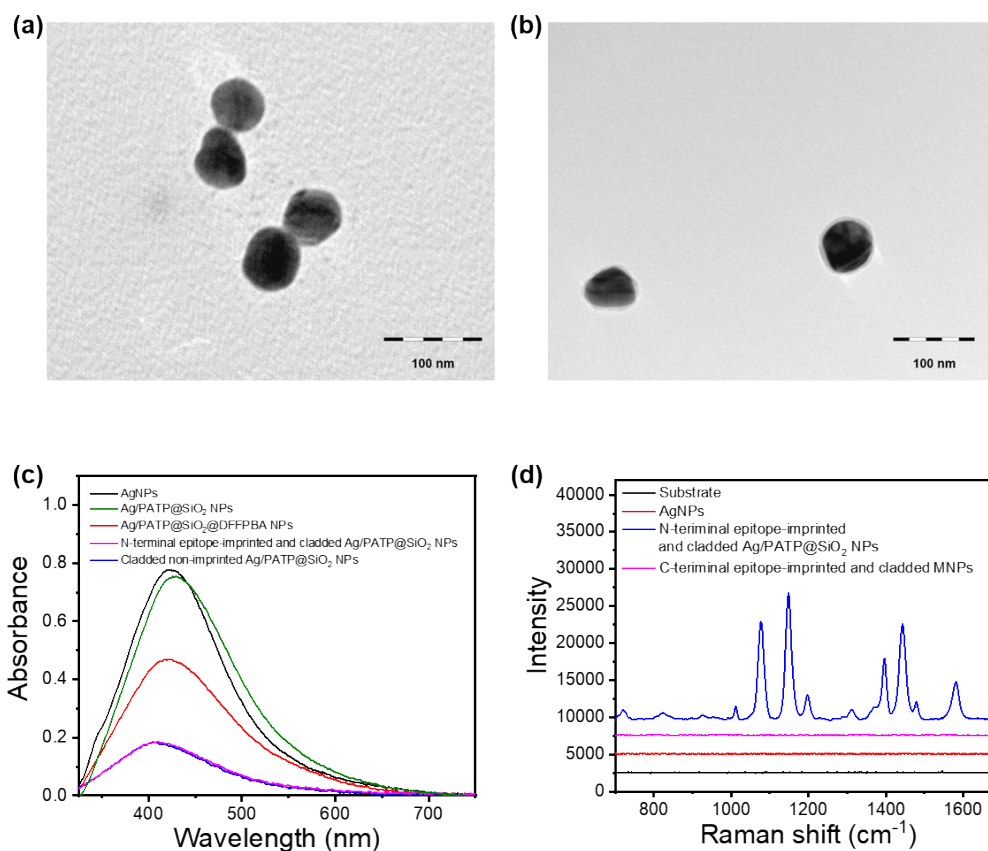 (a)
100 nm
(b)
100 nm
(c)
Absorbance
1.0
0.8
0.6
0.4
0.2
0.0
AgNPs
Ag/PATP@SiO₂ NPs
Ag/PATP@SiO₂@DFFPBA NPs
N-terminal epitope-imprinted and cladded Ag/PATP@SiO₂ NPs
Cladded non-imprinted Ag/PATP@SiO₂ NPs
400
500
600
700
Wavelength (nm)
(d)
Intensity
40000
35000
30000
25000
20000
15000
10000
5000
0
Substrate
AgNPs
N-teriminal epitope-imprinted
and cladded Ag/PATP@SiO₂ NPs
C-teriminal epitope-imprinted and cladded MNPs
800
1000
1200
1400
1600
Raman shift (cm⁻¹)